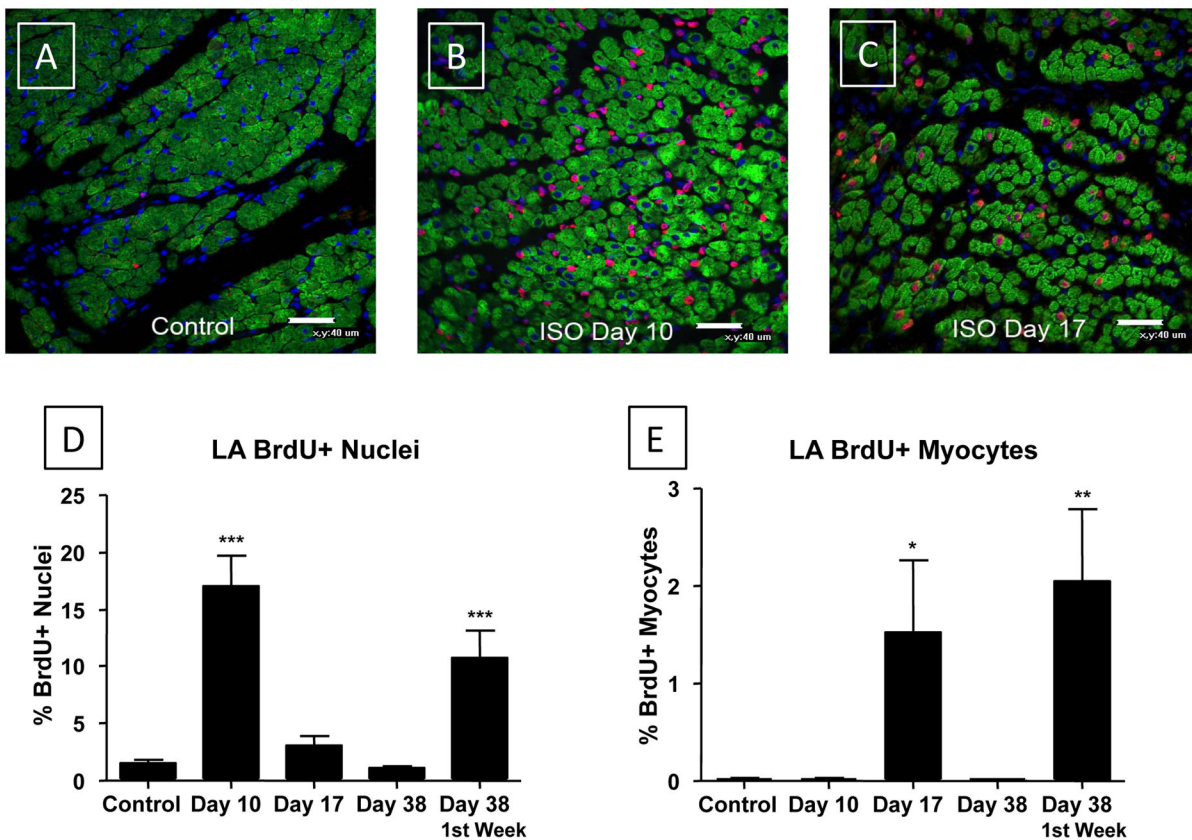 A
Control
x,y:40 um
B
ISO Day 10
x,y:40 um
C
ISO Day 17
x,y:40 um
D
LA BrdU+ Nuclei
% BrdU+ Nuclei
25
20
15
10
5
0
***
***
Control Day 10 Day 17 Day 38 Day 38
1st Week
E
LA BrdU+ Myocytes
% BrdU+ Myocytes
3
2
1
0
*
**
Control Day 10 Day 17 Day 38 Day 38
1st Week